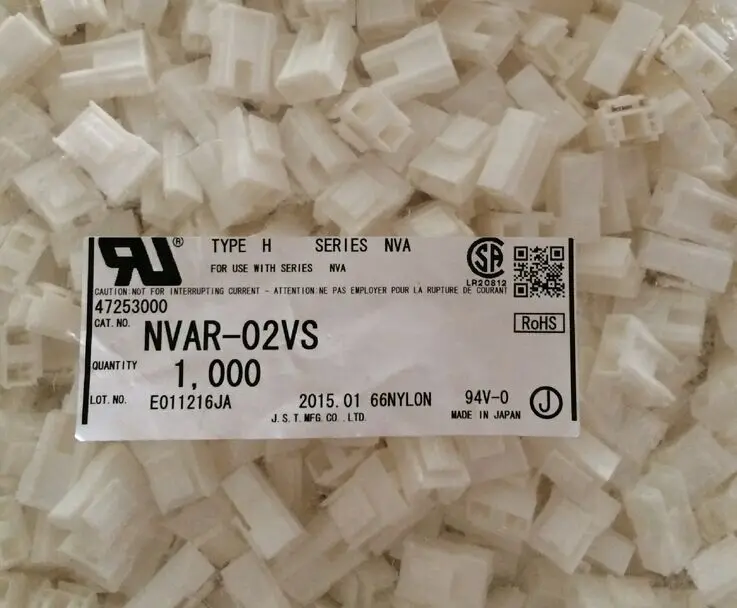 RU® TYPE H SERIES NVA
FOR USE WITH SERIES NVA
SA
LR20812
CAUTION:NOT FOR INTERRUPTING CURRENT - ATTENTION:NE PAS EMPLOYER POUR LA RUPTURE DE COURANT
47253000
CAT. NO. NVAR-02VS
RoHS
QUANTITY 1,000
LOT. NO. E011216JA 2015.01 66NYLON 94V-0 J
J.S.T.MFG.CO.,LTD. MADE IN JAPAN